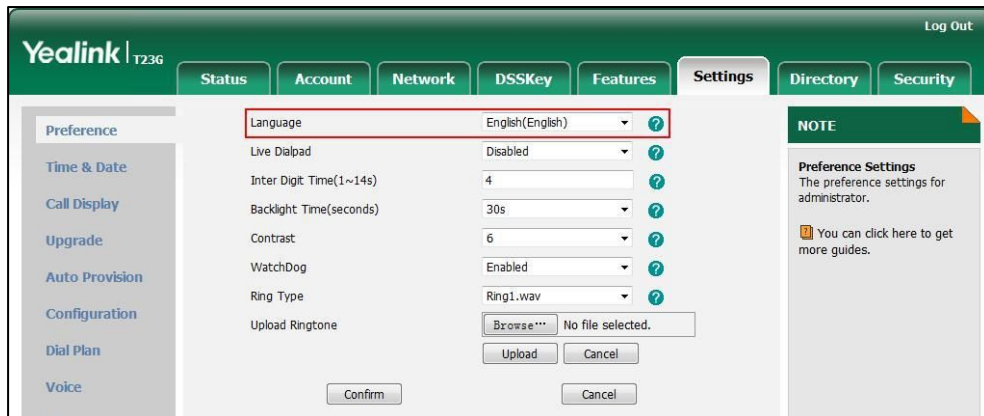 Log Out
Yealink T23G
Status Account Network DSSKey Features Settings Directory Security
Preference
Time & Date
Call Display
Upgrade
Auto Provision
Configuration
Dial Plan
Voice
Language English(English)
Live Dialpad Disabled
Inter Digit Time(1~14s) 4
Backlight Time(seconds) 30s
Contrast 6
WatchDog Enabled
Ring Type Ring1.wav
Upload Ringtone Browse… No file selected.
Upload Cancel
Confirm Cancel
NOTE
Preference Settings
The preference settings for
administrator.
You can click here to get
more guides.